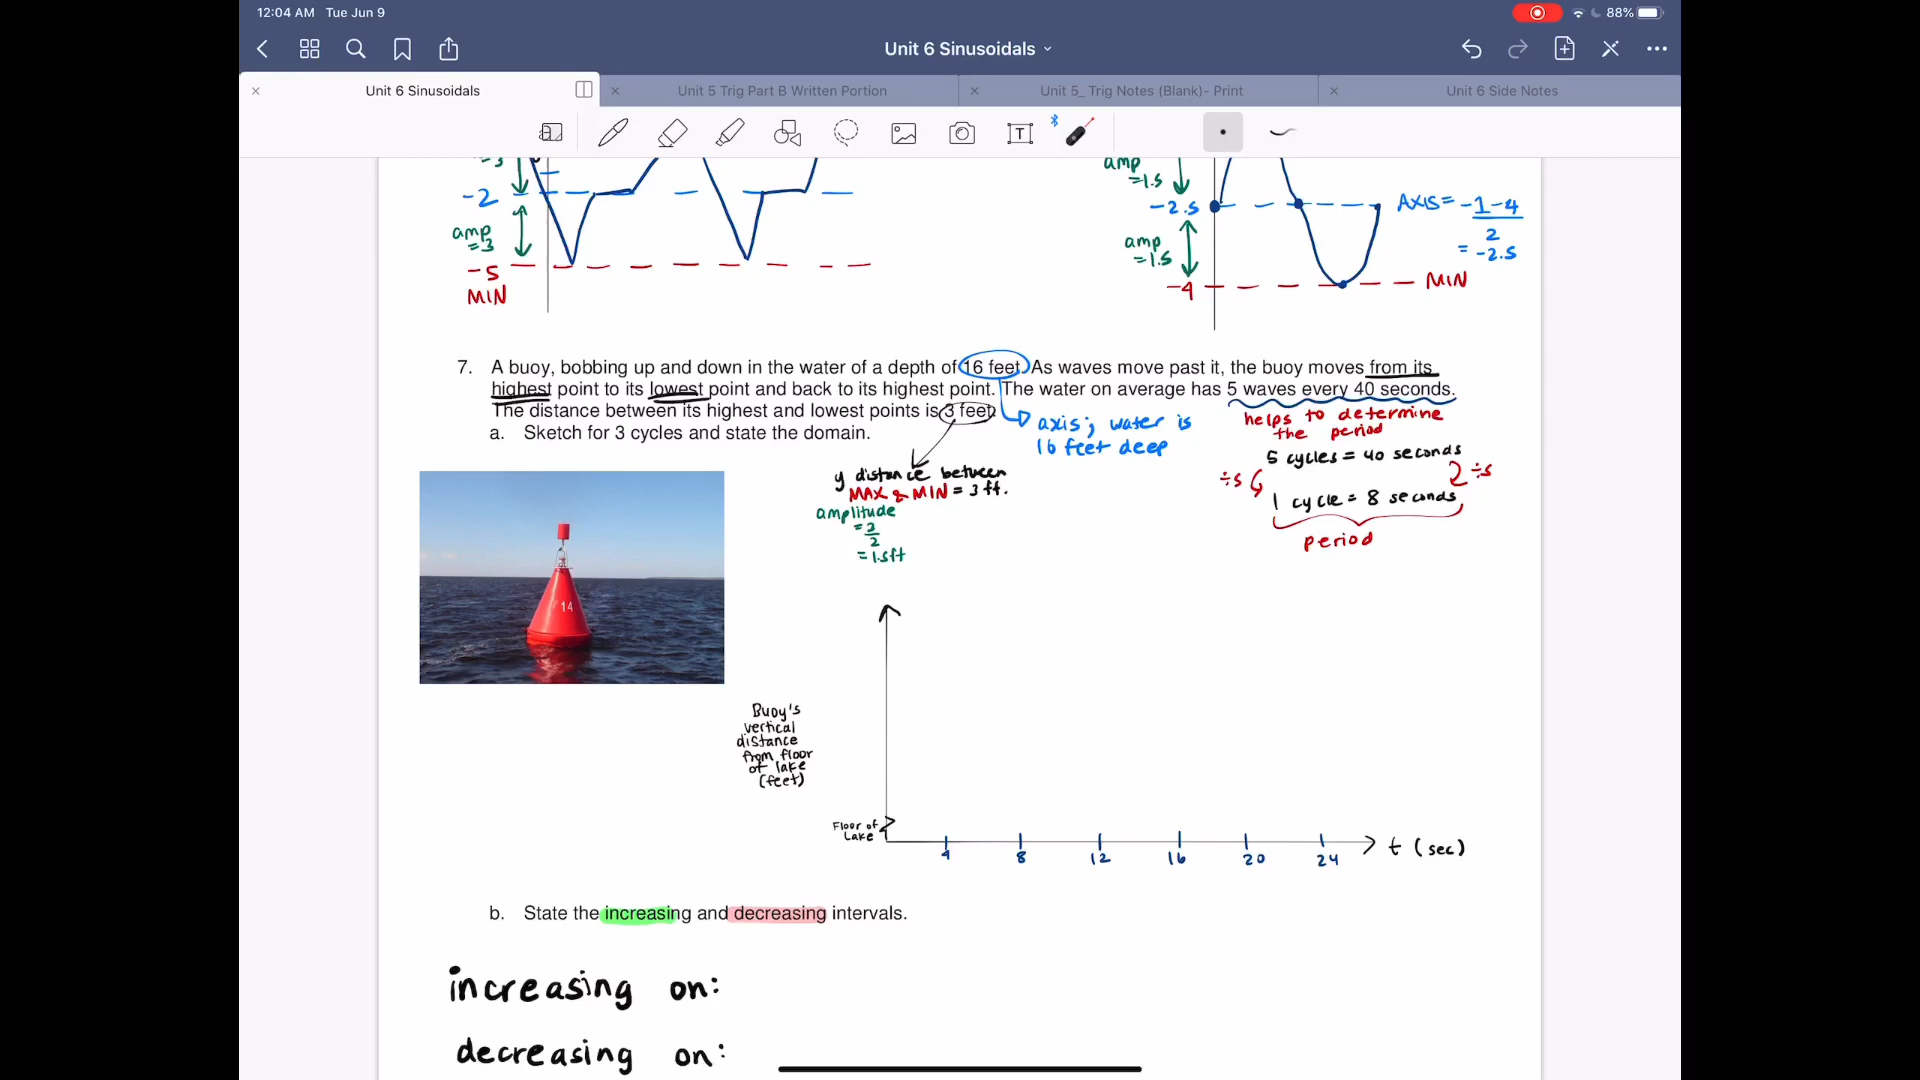 12:04 AM Tue Jun 9
88%
Unit 6 Sinusoidals
Unit 6 Sinusoidals
Unit 5 Trig Part B Written Portion
Unit 5_ Trig Notes (Blank)- Print
Unit 6 Side Notes
T
=3
-2
amp
=3
-5
MIN
amp
=1.5
-2.5
amp
=1.5
-4
AXIS = -1-4
2
= -2.5
MIN
7. A buoy, bobbing up and down in the water of a depth of 16 feet. As waves move past it, the buoy moves from its
highest point to its lowest point and back to its highest point. The water on average has 5 waves every 40 seconds.
The distance between its highest and lowest points is 3 feet.
a. Sketch for 3 cycles and state the domain.
axis; water is
16 feet deep
helps to determine
the period
5 cycles = 40 seconds
÷5
÷5
1 cycle = 8 seconds
period
y distance between
MAX & MIN = 3 ft.
amplitude
= 3
2
= 1.5ft
14
Buoy's
vertical
distance
from floor
of lake
(feet)
Floor of
Lake
4 8 12 16 20 24
t (sec)
b. State the increasing and decreasing intervals.
increasing on:
decreasing on: